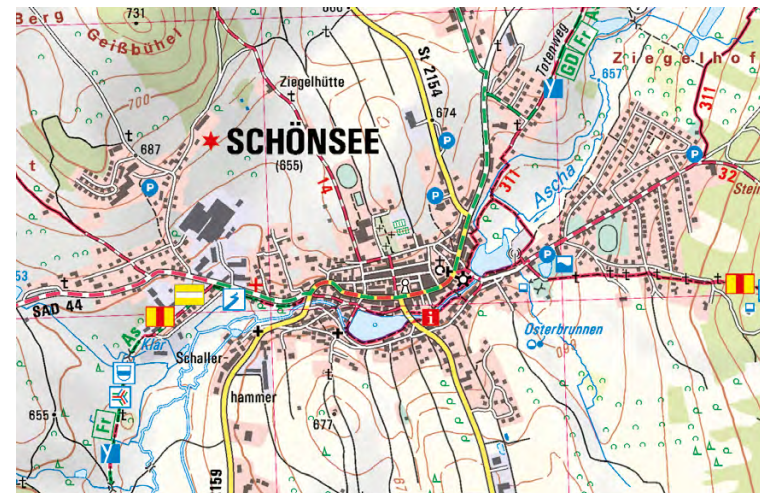 731
Berg
Geißbühel
Ziegelhof
St 2154
Totenweg
GD Fr A
657
Ziegelhütte
700
674
311
687
SCHÖNSEE
(655)
14
311
Ascha
32
Stein
P
P
P
P
P
53
SAD 44
As
Klär
i
Osterbrunnen
Schaller
hammer
655
Fr
y
y
677
159